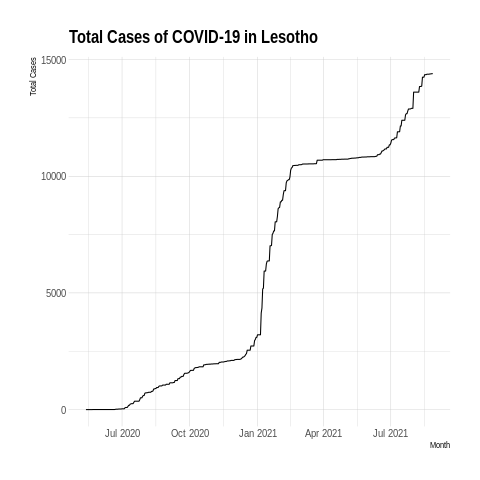 Total Cases of COVID-19 in Lesotho
Total Cases
15000
10000
5000
0
Jul 2020 Oct 2020 Jan 2021 Apr 2021 Jul 2021
Month